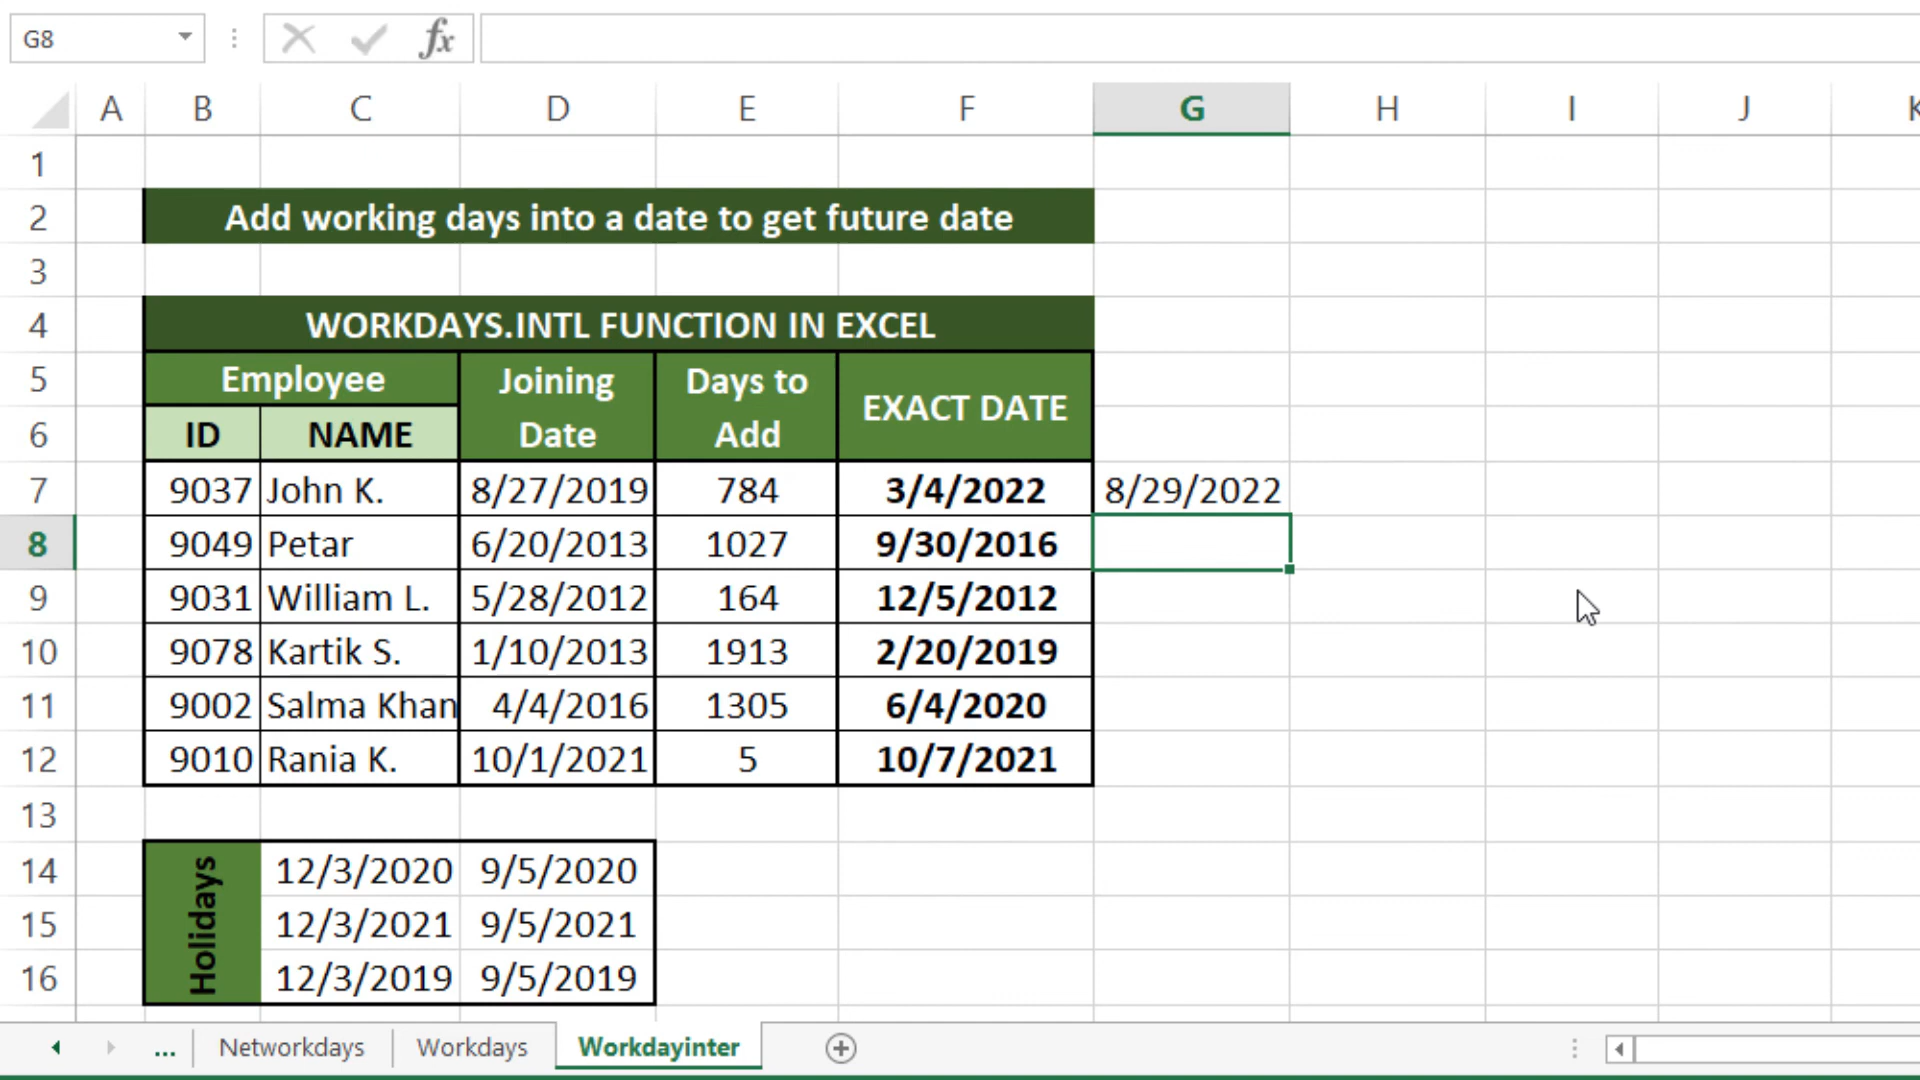 G8
fx
A B C D E F G H I J K
1
2 Add working days into a date to get future date
3
4 WORKDAYS.INTL FUNCTION IN EXCEL
5 Employee Joining Days to EXACT DATE
6 ID NAME Date Add
7 9037 John K. 8/27/2019 784 3/4/2022 8/29/2022
8 9049 Petar 6/20/2013 1027 9/30/2016
9 9031 William L. 5/28/2012 164 12/5/2012
10 9078 Kartik S. 1/10/2013 1913 2/20/2019
11 9002 Salma Khan 4/4/2016 1305 6/4/2020
12 9010 Rania K. 10/1/2021 5 10/7/2021
13
Holidays
14 12/3/2020 9/5/2020
15 12/3/2021 9/5/2021
16 12/3/2019 9/5/2019
... Networkdays Workdays Workdayinter